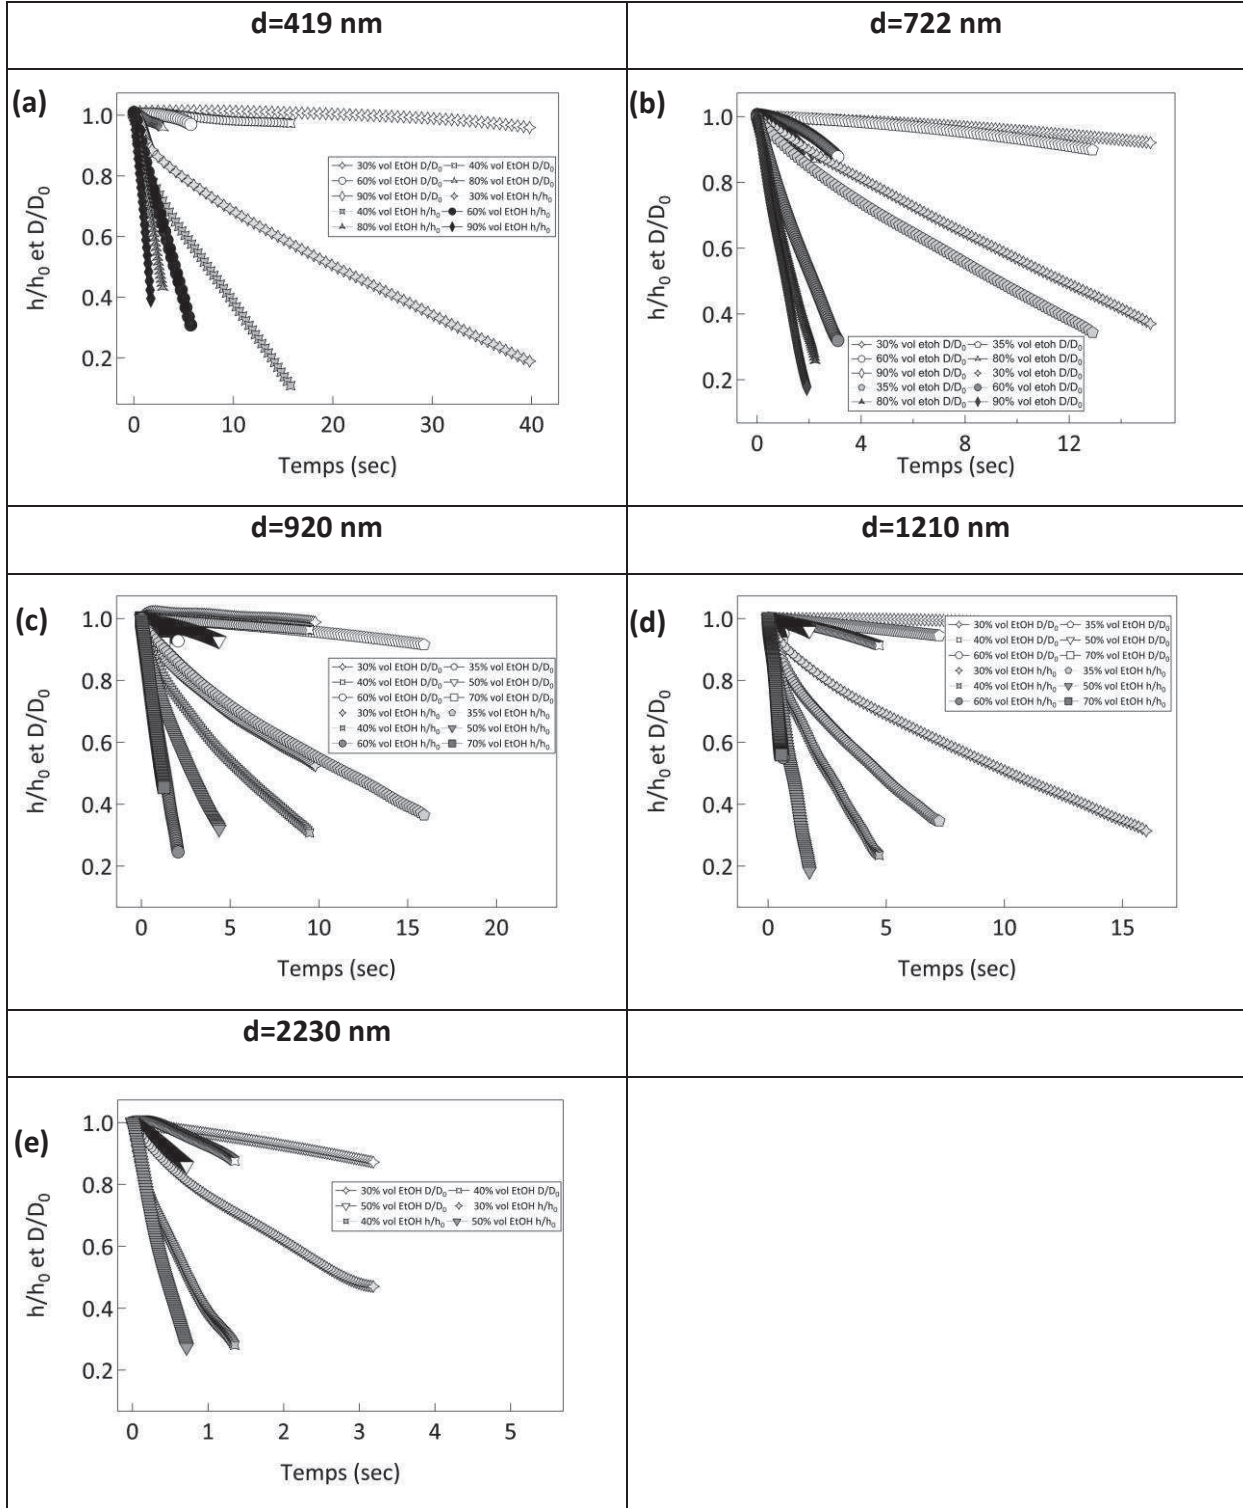 d=419 nm
d=722 nm
(a)
h/h0 et D/D0
1.0
0.8
0.6
0.4
0.2
30% vol EtOH D/D0 40% vol EtOH D/D0
60% vol EtOH D/D0 80% vol EtOH D/D0
90% vol EtOH D/D0 30% vol EtOH h/h0
40% vol EtOH h/h0 60% vol EtOH h/h0
80% vol EtOH h/h0 90% vol EtOH h/h0
0 10 20 30 40
Temps (sec)
(b)
h/h0 et D/D0
1.0
0.8
0.6
0.4
0.2
30% vol etoh D/D0 35% vol etoh D/D0
60% vol etoh D/D0 80% vol etoh D/D0
90% vol etoh D/D0 30% vol etoh D/D0
35% vol etoh D/D0 60% vol etoh D/D0
80% vol etoh D/D0 90% vol etoh D/D0
0 4 8 12
Temps (sec)
d=920 nm
d=1210 nm
(c)
h/h0 et D/D0
1.0
0.8
0.6
0.4
0.2
30% vol EtOH D/D0 35% vol EtOH D/D0
40% vol EtOH D/D0 50% vol EtOH D/D0
60% vol EtOH D/D0 70% vol EtOH D/D0
30% vol EtOH h/h0 35% vol EtOH h/h0
40% vol EtOH h/h0 50% vol EtOH h/h0
60% vol EtOH h/h0 70% vol EtOH h/h0
0 5 10 15 20
Temps (sec)
(d)
h/h0 et D/D0
1.0
0.8
0.6
0.4
0.2
30% vol EtOH D/D0 35% vol EtOH D/D0
40% vol EtOH D/D0 50% vol EtOH D/D0
60% vol EtOH D/D0 70% vol EtOH D/D0
30% vol EtOH h/h0 35% vol EtOH h/h0
40% vol EtOH h/h0 50% vol EtOH h/h0
60% vol EtOH h/h0 70% vol EtOH h/h0
0 5 10 15
Temps (sec)
d=2230 nm
(e)
h/h0 et D/D0
1.0
0.8
0.6
0.4
0.2
30% vol EtOH D/D0 40% vol EtOH D/D0
50% vol EtOH D/D0 30% vol EtOH h/h0
40% vol EtOH h/h0 50% vol EtOH h/h0
0 1 2 3 4 5
Temps (sec)